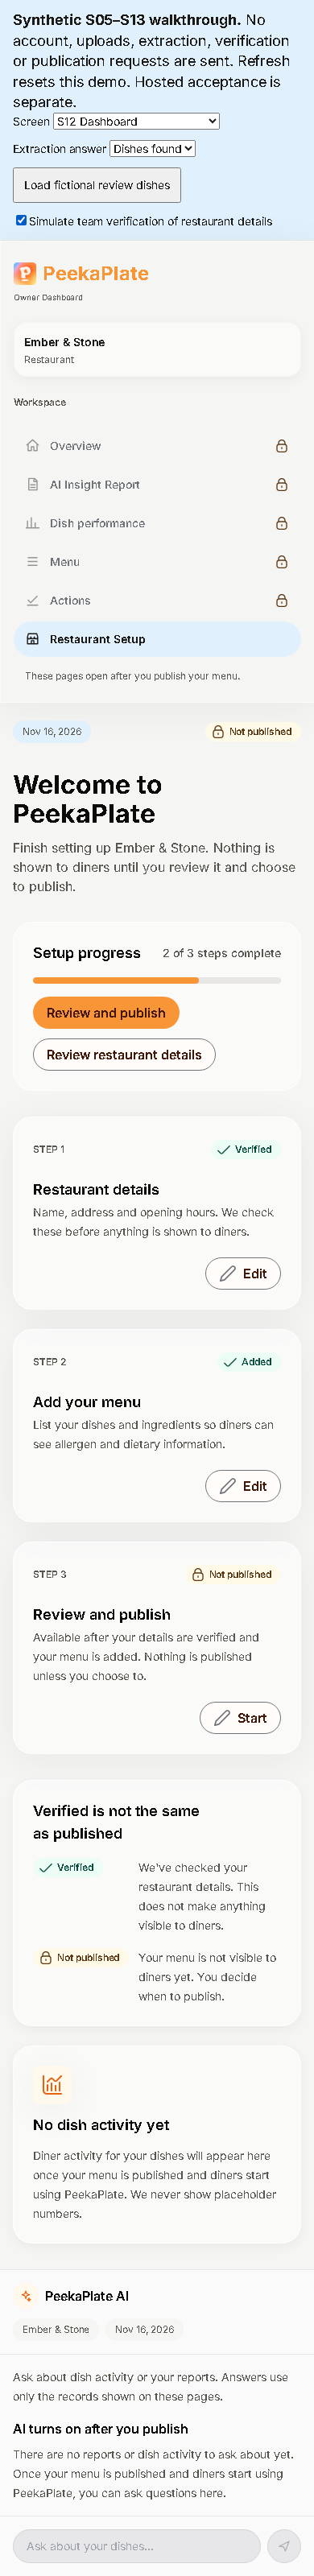 Synthetic S05–S13 walkthrough. No
account, uploads, extraction, verification
or publication requests are sent. Refresh
resets this demo. Hosted acceptance is
separate.
Screen S12 Dashboard
Extraction answer Dishes found
Load fictional review dishes
Simulate team verification of restaurant details
PeekaPlate
Owner Dashboard
Ember & Stone
Restaurant
Workspace
Overview
AI Insight Report
Dish performance
Menu
Actions
Restaurant Setup
These pages open after you publish your menu.
Nov 16, 2026
Not published
Welcome to
PeekaPlate
Finish setting up Ember & Stone. Nothing is
shown to diners until you review it and choose
to publish.
Setup progress
2 of 3 steps complete
Review and publish
Review restaurant details
STEP 1
Verified
Restaurant details
Name, address and opening hours. We check
these before anything is shown to diners.
Edit
STEP 2
Added
Add your menu
List your dishes and ingredients so diners can
see allergen and dietary information.
Edit
STEP 3
Not published
Review and publish
Available after your details are verified and
your menu is added. Nothing is published
unless you choose to.
Start
Verified is not the same
as published
Verified
We've checked your
restaurant details. This
does not make anything
visible to diners.
Not published
Your menu is not visible to
diners yet. You decide
when to publish.
No dish activity yet
Diner activity for your dishes will appear here
once your menu is published and diners start
using PeekaPlate. We never show placeholder
numbers.
PeekaPlate AI
Ember & Stone
Nov 16, 2026
Ask about dish activity or your reports. Answers use
only the records shown on these pages.
AI turns on after you publish
There are no reports or dish activity to ask about yet.
Once your menu is published and diners start using
PeekaPlate, you can ask questions here.
Ask about your dishes...